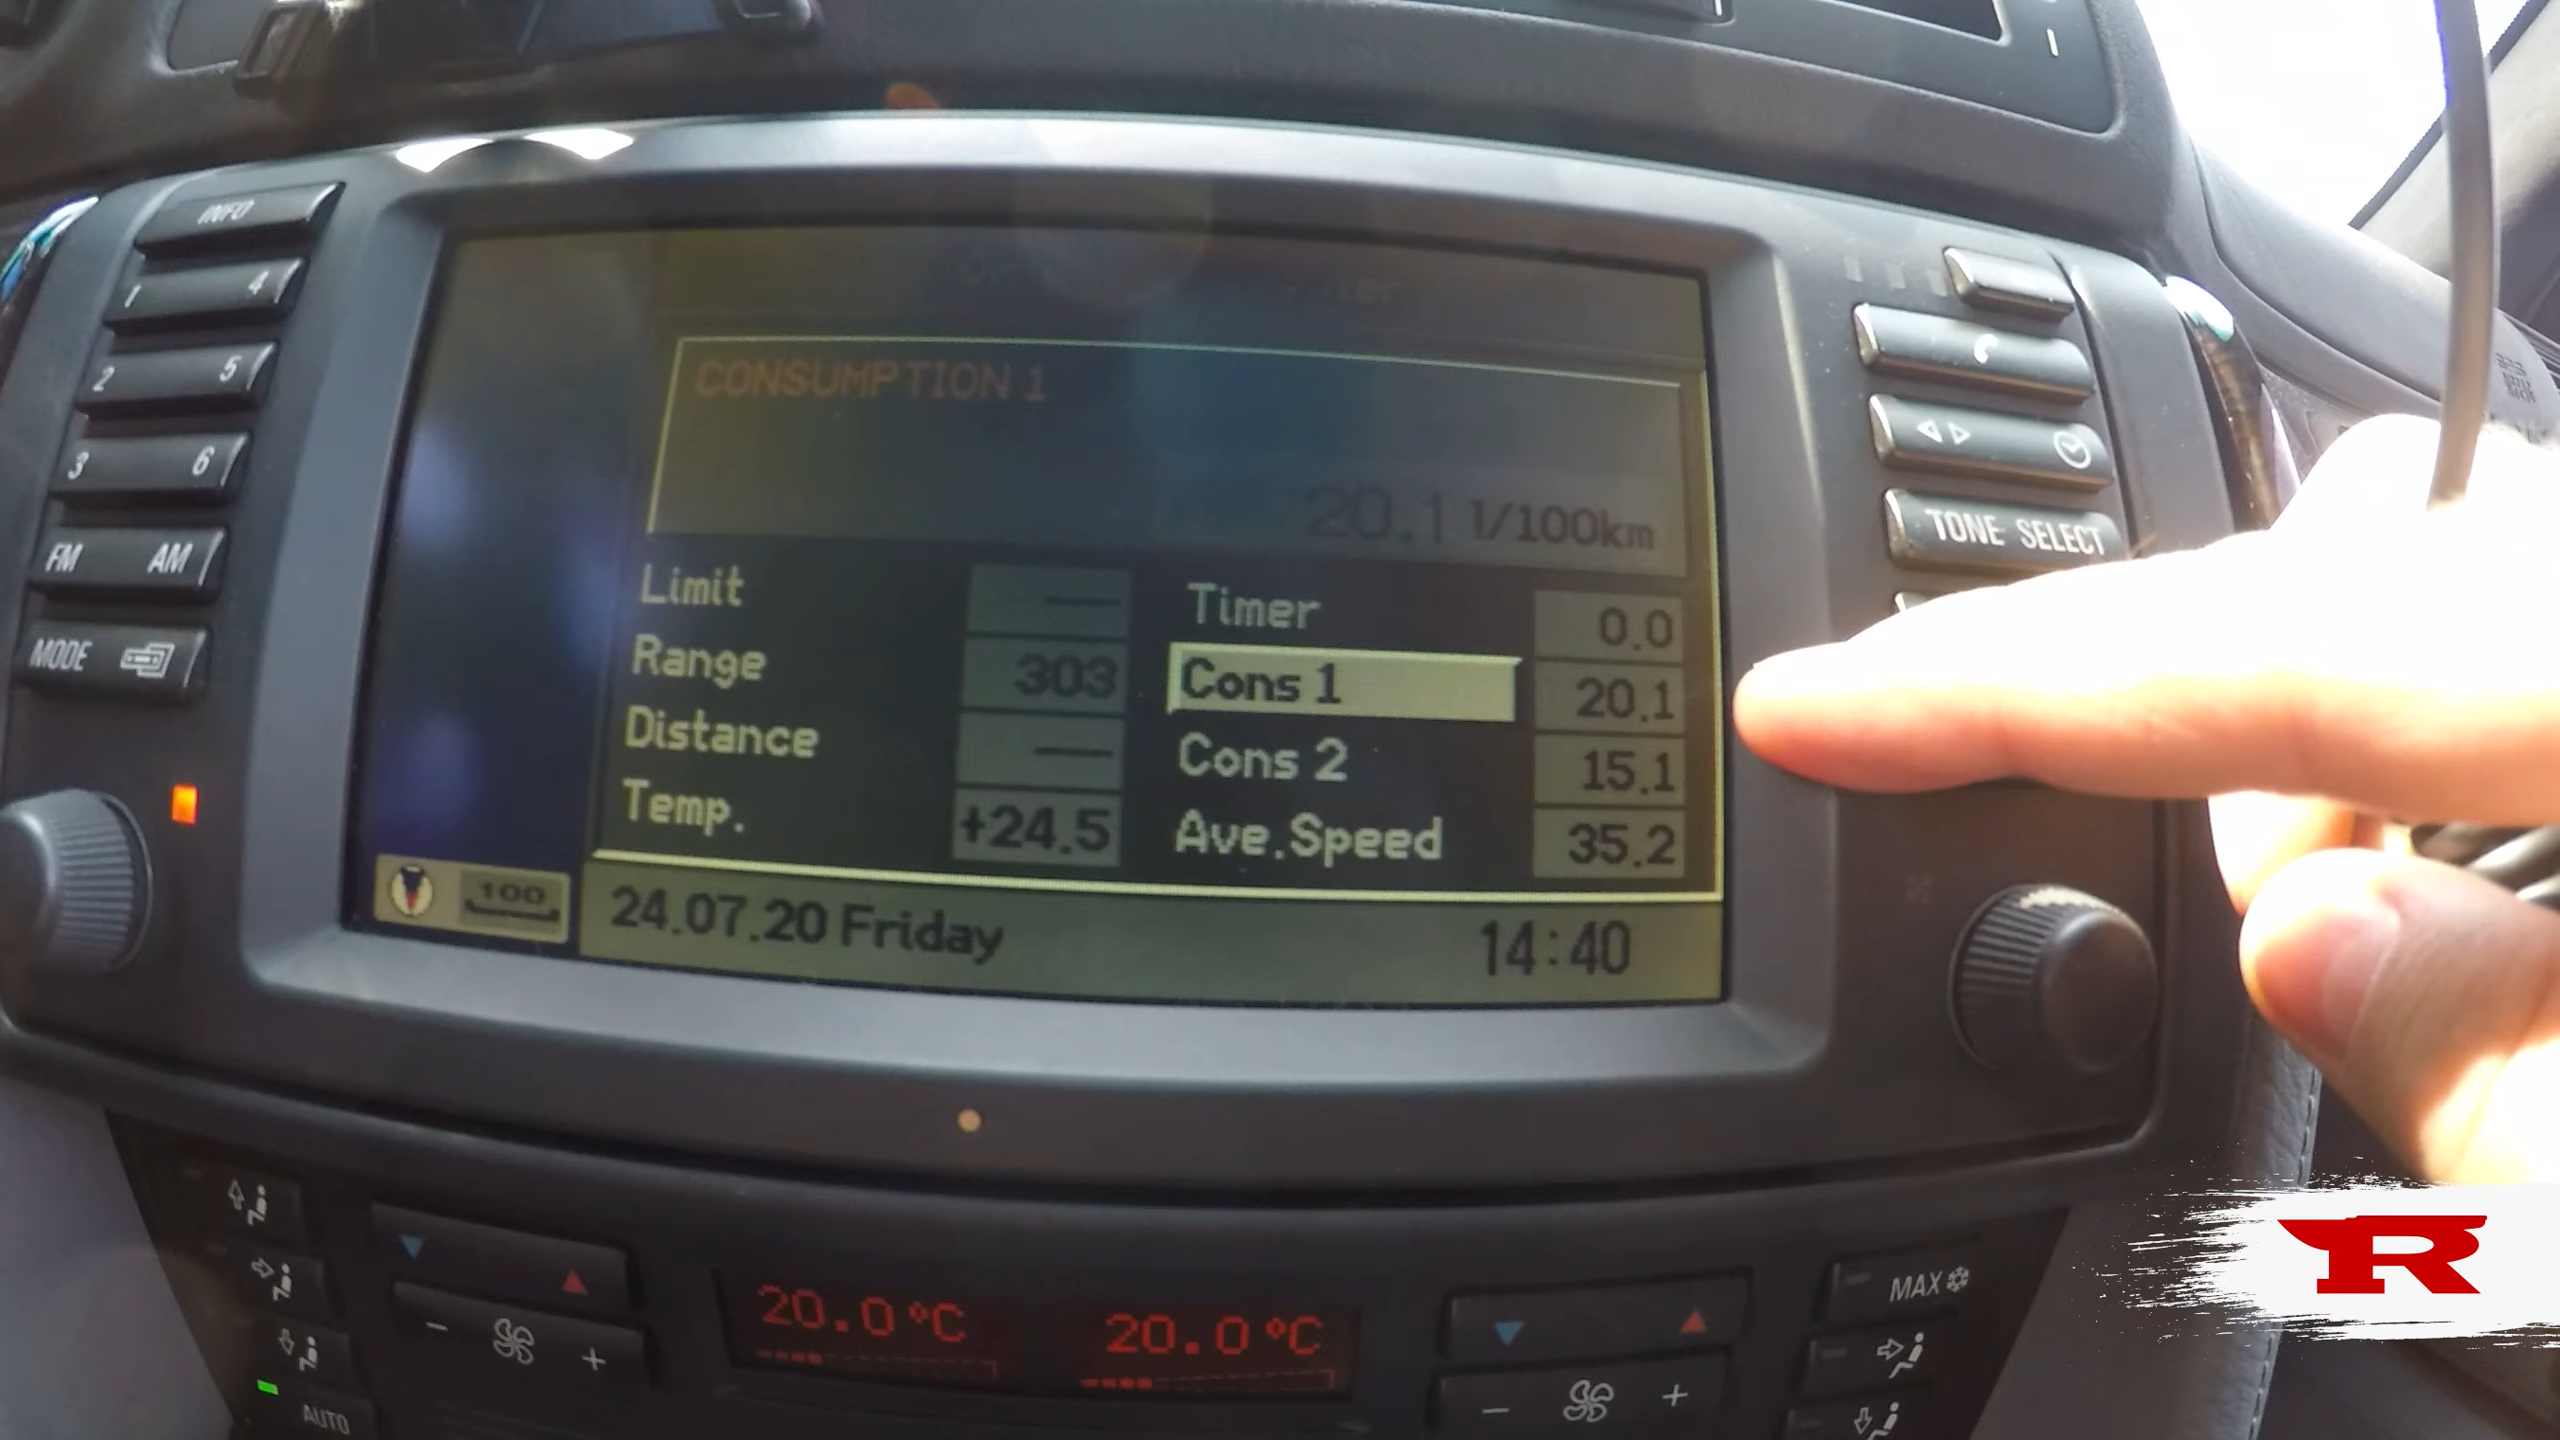 INFO
1 4
2 5
3 6
FM AM
MODE
CONSUMPTION 1
20.1 l/100km
Limit ---- Timer 0.0
Range 303 Cons 1 20.1
Distance ---- Cons 2 15.1
Temp. +24.5 Ave.Speed 35.2
100 24.07.20 Friday 14:40
TONE SELECT
20.0°C 20.0°C
MAX
- + - +
AUTO
R